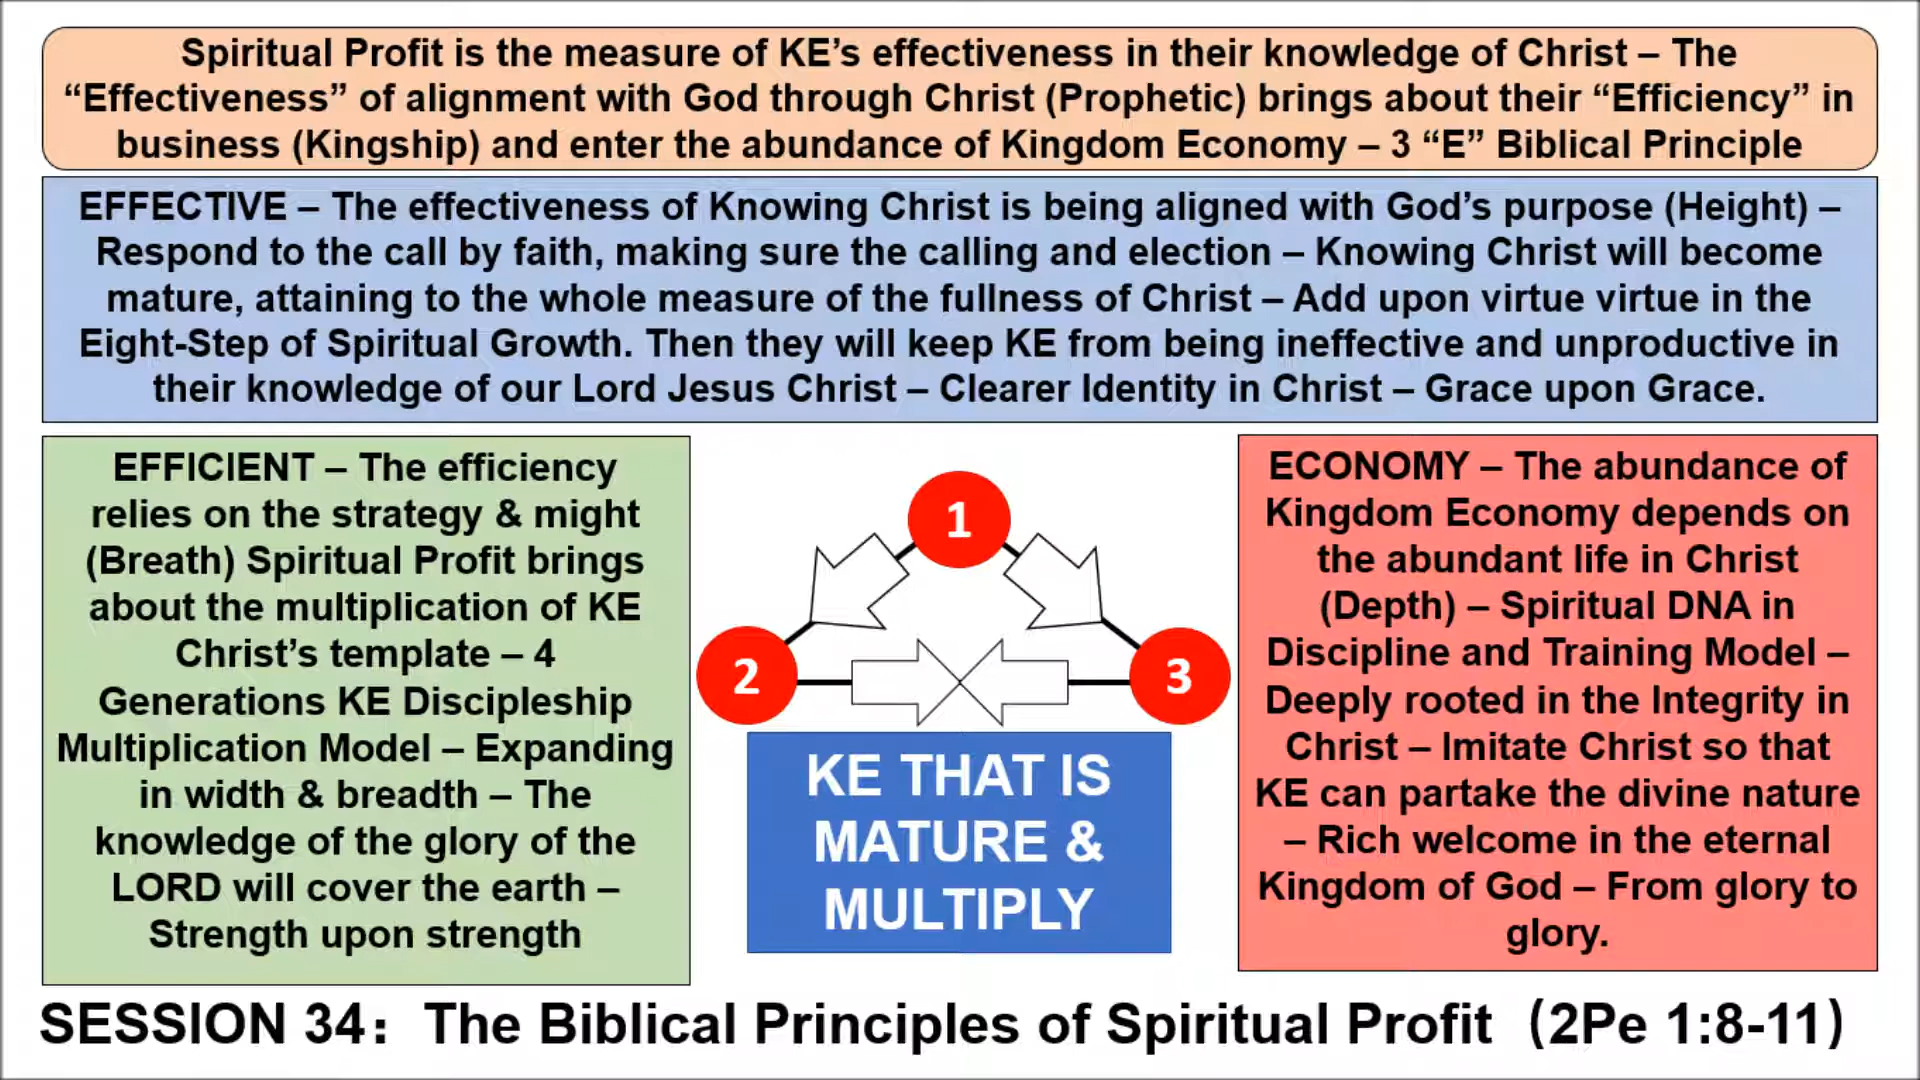 Spiritual Profit is the measure of KE’s effectiveness in their knowledge of Christ – The
“Effectiveness” of alignment with God through Christ (Prophetic) brings about their “Efficiency” in
business (Kingship) and enter the abundance of Kingdom Economy – 3 “E” Biblical Principle
EFFECTIVE – The effectiveness of Knowing Christ is being aligned with God’s purpose (Height) –
Respond to the call by faith, making sure the calling and election – Knowing Christ will become
mature, attaining to the whole measure of the fullness of Christ – Add upon virtue virtue in the
Eight-Step of Spiritual Growth. Then they will keep KE from being ineffective and unproductive in
their knowledge of our Lord Jesus Christ – Clearer Identity in Christ – Grace upon Grace.
EFFICIENT – The efficiency
relies on the strategy & might
(Breath) Spiritual Profit brings
about the multiplication of KE
Christ’s template – 4
Generations KE Discipleship
Multiplication Model – Expanding
in width & breadth – The
knowledge of the glory of the
LORD will cover the earth –
Strength upon strength
1
2
3
KE THAT IS
MATURE &
MULTIPLY
ECONOMY – The abundance of
Kingdom Economy depends on
the abundant life in Christ
(Depth) – Spiritual DNA in
Discipline and Training Model –
Deeply rooted in the Integrity in
Christ – Imitate Christ so that
KE can partake the divine nature
– Rich welcome in the eternal
Kingdom of God – From glory to
glory.
SESSION 34：The Biblical Principles of Spiritual Profit（2Pe 1:8-11）